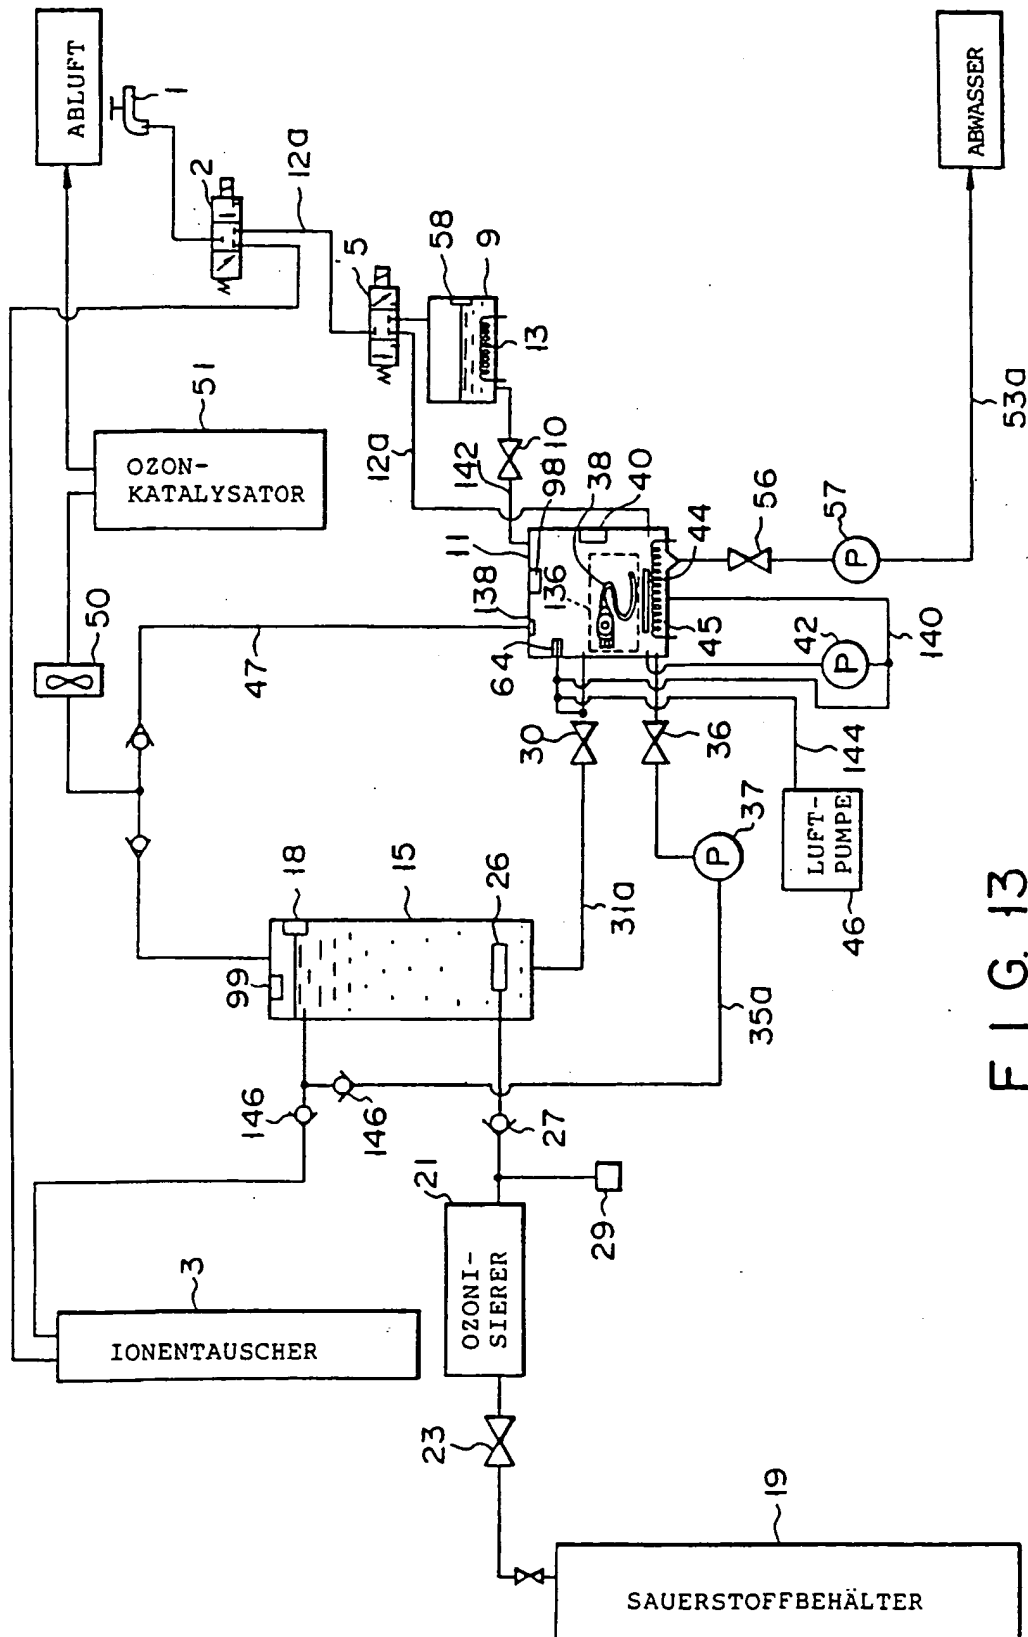 ABLUFT
1
2
12a
5
58
9
13
51
OZON-
KATALYSATOR
12a
142
10
98
38
40
11
138
136
50
47
64
44
45
42
140
56
57
P
P
53a
ABWASSER
30
36
144
37
P
LUFT-
PUMPE
46
18
15
26
99
31a
35a
146
146
27
21
OZONI-
SIERER
29
3
IONENTAUSCHER
23
19
SAUERSTOFFBEHÄLTER
FIG. 13